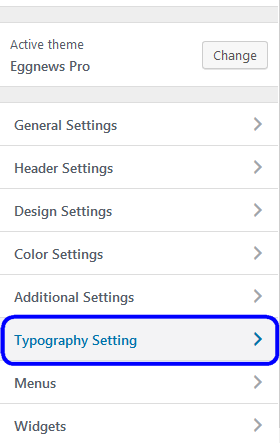 Active theme
Eggnews Pro
Change
General Settings
Header Settings
Design Settings
Color Settings
Additional Settings
Typography Setting
Menus
Widgets